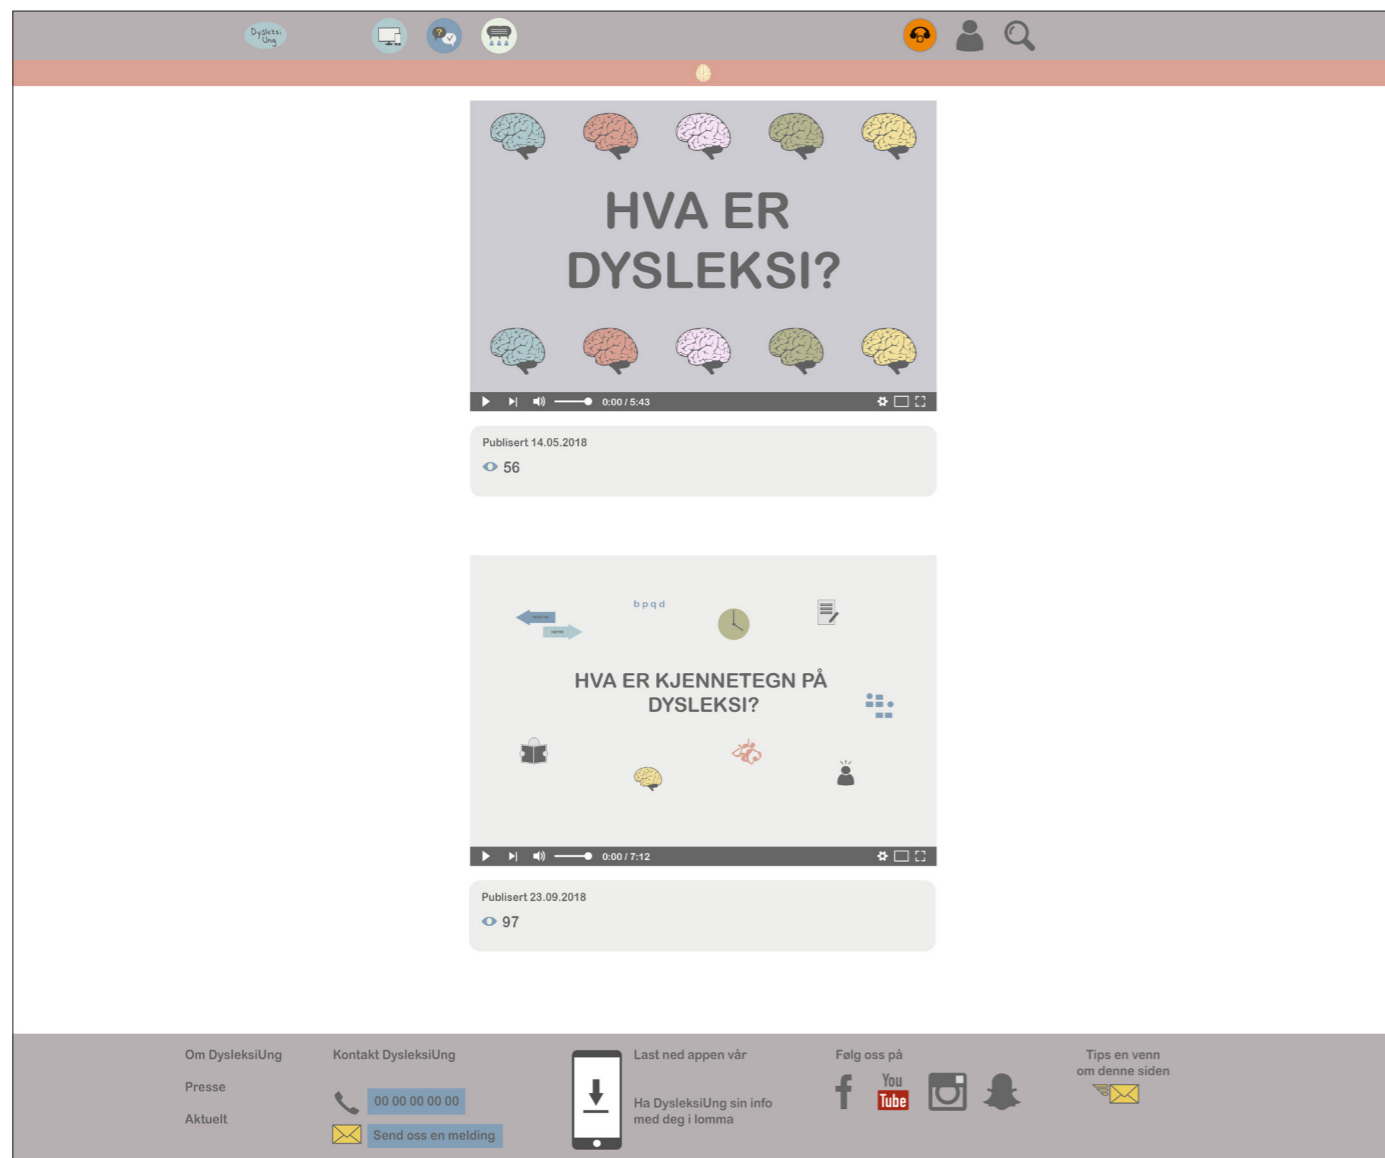 Dysleksi
Ung
HVA ER
DYSLEKSI?
0:00 / 5:43
Publisert 14.05.2018
56
b p q d
HVA ER KJENNETEGN PÅ
DYSLEKSI?
0:00 / 7:12
Publisert 23.09.2018
97
Om DysleksiUng
Presse
Aktuelt
Kontakt DysleksiUng
00 00 00 00 00
Send oss en melding
Last ned appen vår
Ha DysleksiUng sin info
med deg i lomma
Følg oss på
You
Tube
Tips en venn
om denne siden